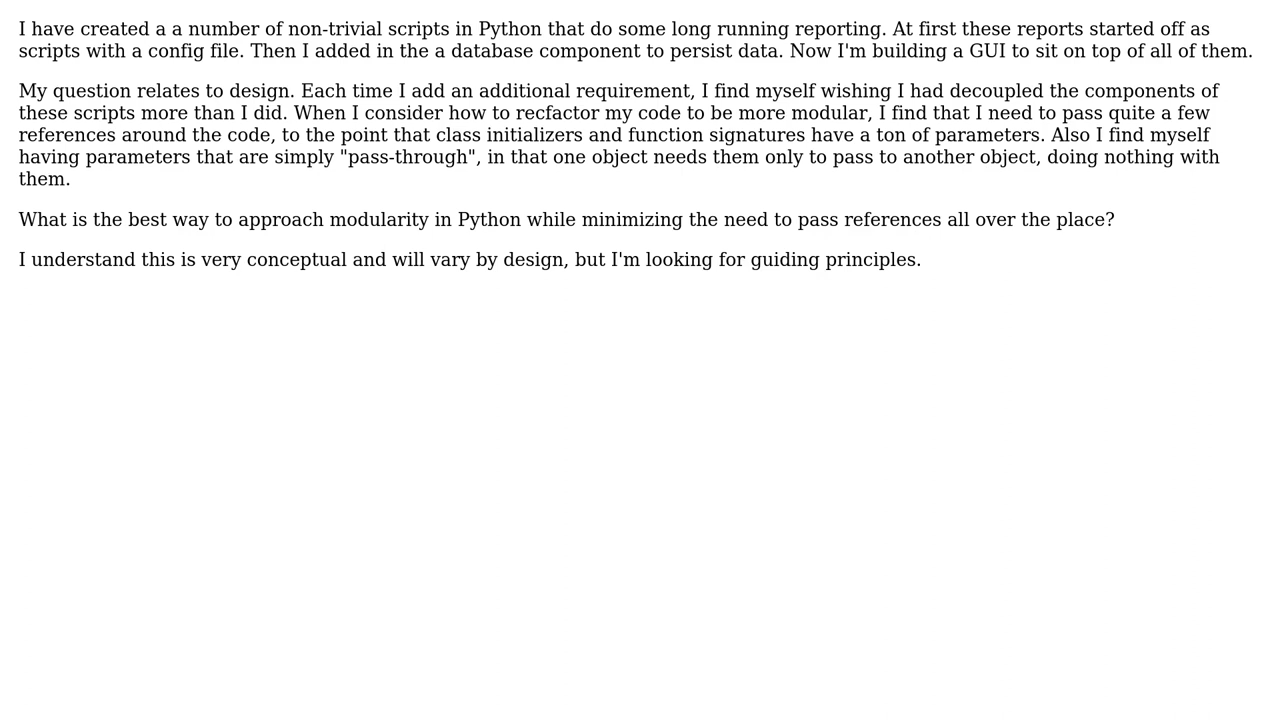 I have created a a number of non-trivial scripts in Python that do some long running reporting. At first these reports started off as
scripts with a config file. Then I added in the a database component to persist data. Now I'm building a GUI to sit on top of all of them.
My question relates to design. Each time I add an additional requirement, I find myself wishing I had decoupled the components of
these scripts more than I did. When I consider how to recfactor my code to be more modular, I find that I need to pass quite a few
references around the code, to the point that class initializers and function signatures have a ton of parameters. Also I find myself
having parameters that are simply "pass-through", in that one object needs them only to pass to another object, doing nothing with
them.
What is the best way to approach modularity in Python while minimizing the need to pass references all over the place?
I understand this is very conceptual and will vary by design, but I'm looking for guiding principles.